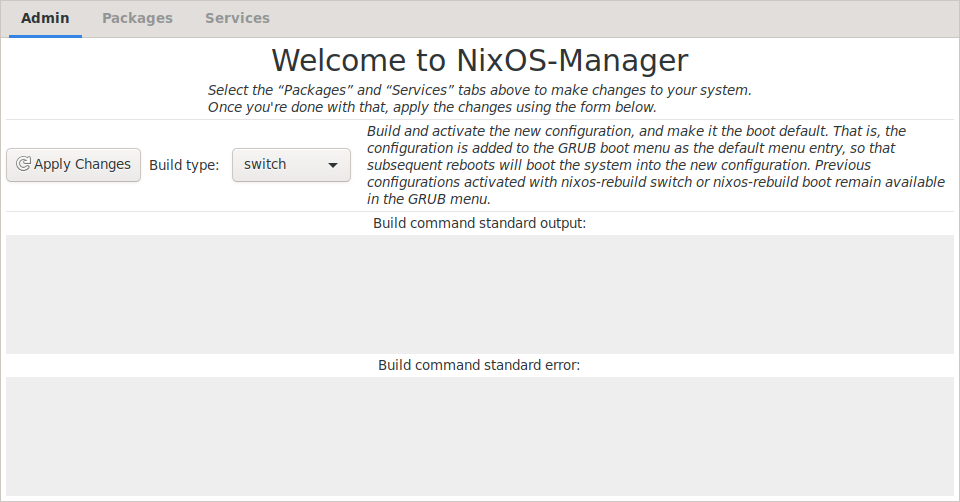 Admin Packages Services
Welcome to NixOS-Manager
Select the “Packages” and “Services” tabs above to make changes to your system.
Once you're done with that, apply the changes using the form below.
Apply Changes Build type: switch
Build and activate the new configuration, and make it the boot default. That is, the
configuration is added to the GRUB boot menu as the default menu entry, so that
subsequent reboots will boot the system into the new configuration. Previous
configurations activated with nixos-rebuild switch or nixos-rebuild boot remain available
in the GRUB menu.
Build command standard output:
Build command standard error: